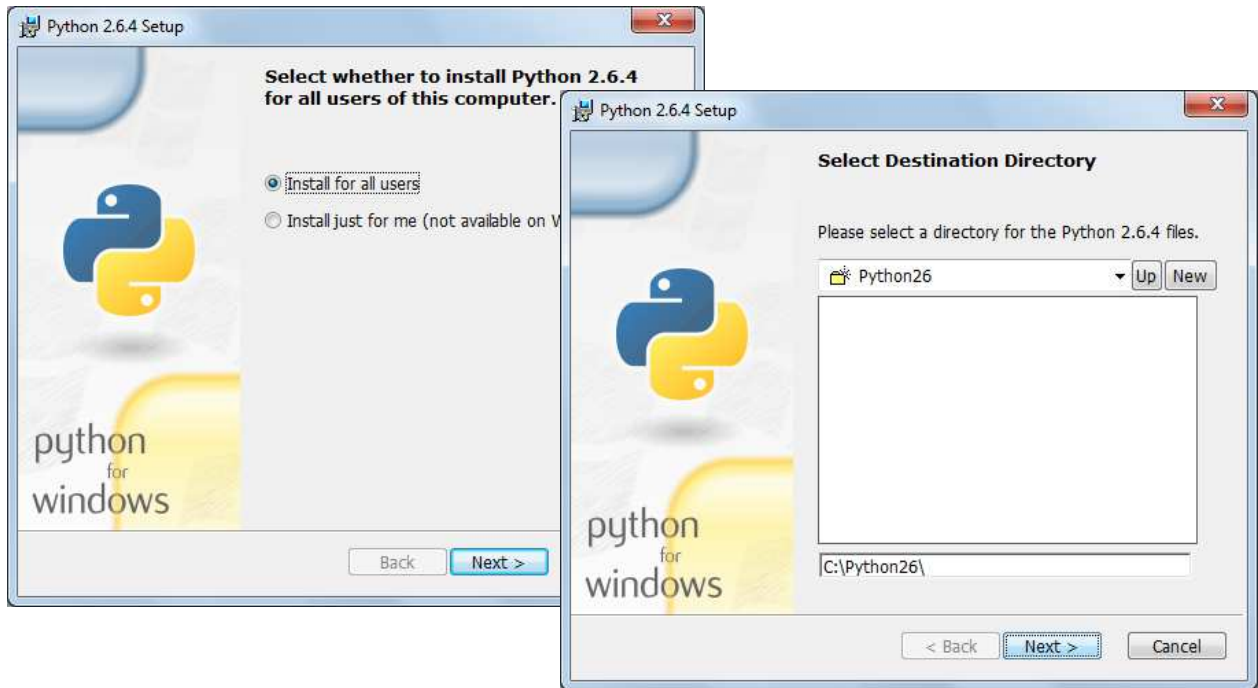 Python 2.6.4 Setup
Select whether to install Python 2.6.4
for all users of this computer.
Install for all users
Install just for me (not available on
python
for
windows
Back
Next >
Python 2.6.4 Setup
Select Destination Directory
Please select a directory for the Python 2.6.4 files.
Python26
Up
New
C:\Python26\
python
for
windows
< Back
Next >
Cancel